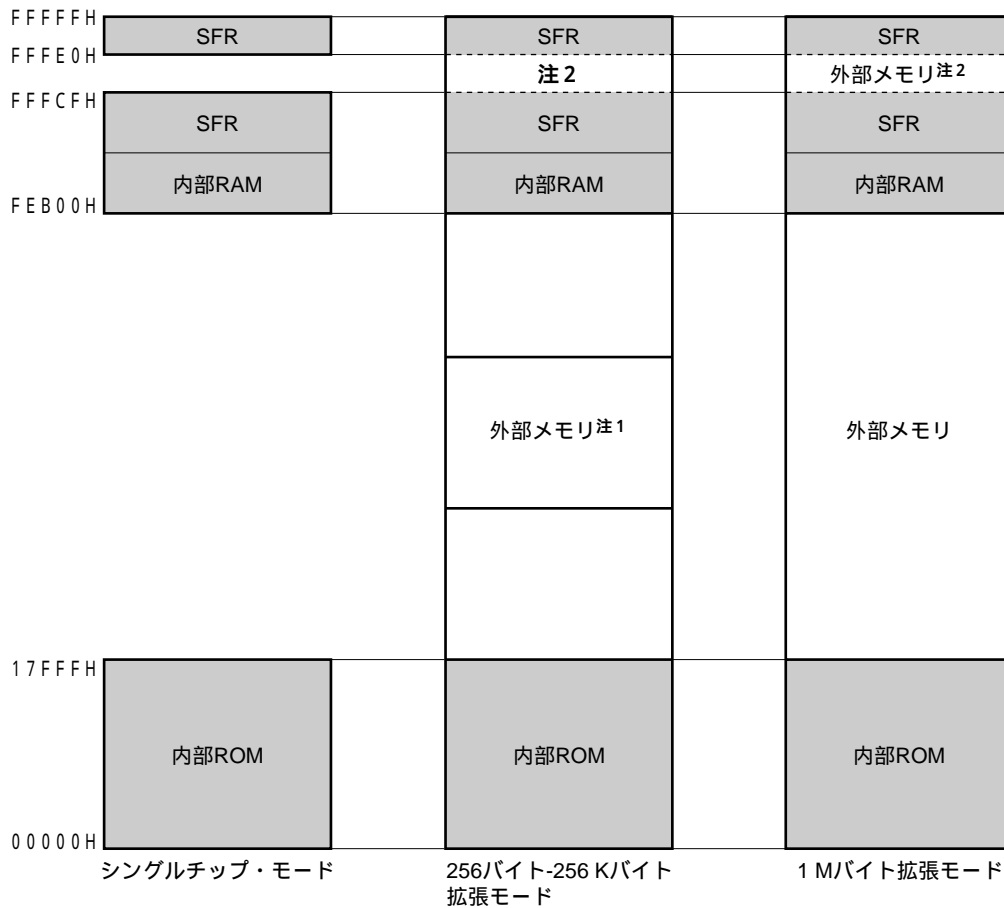 FFFFFH
SFR
SFR
SFR
FFFE0H
注2
外部メモリ注2
FFFCFH
SFR
SFR
SFR
内部RAM
内部RAM
内部RAM
FEB00H
外部メモリ注1
外部メモリ
17FFFH
内部ROM
内部ROM
内部ROM
00000H
シングルチップ・モード
256バイト-256 Kバイト
拡張モード
1 Mバイト拡張モード